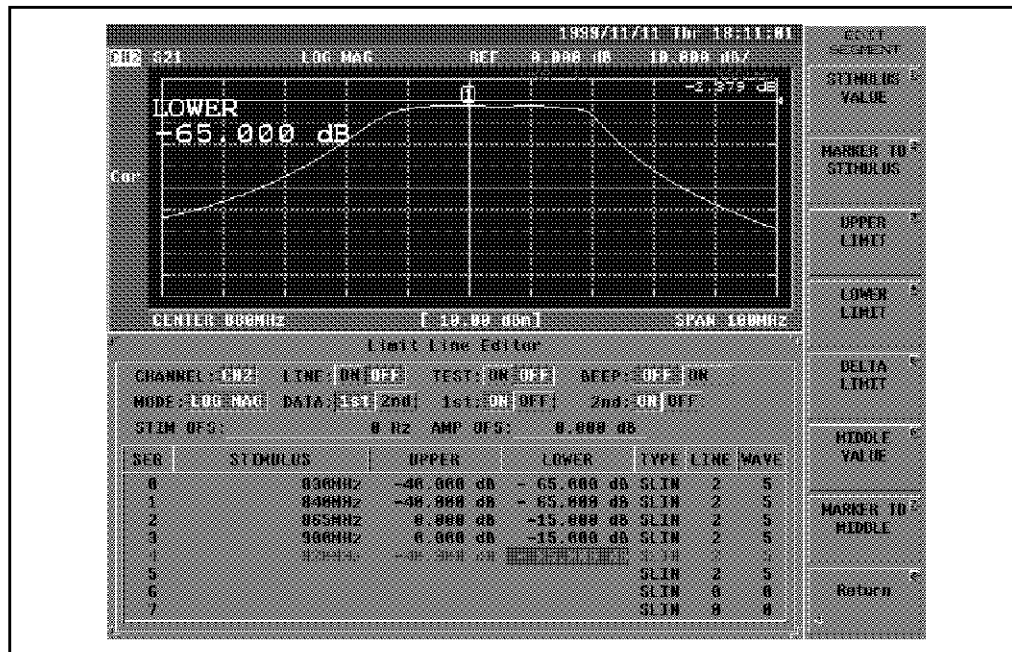 1999/11/11 Thr 18:11:01
CH2 S21 LOG MAG REF 0.000 dB 10.000 dB/
-2.379 dB
1
LOWER
-65.000 dB
Cor
CENTER 880MHz [ 10.00 dBm] SPAN 100MHz
Limit Line Editor
CHANNEL: CH2 LINE: ON OFF TEST: ON OFF BEEP: OFF ON
MODE: LOG MAG DATA: 1st 2nd 1st: ON OFF 2nd: ON OFF
STIM OFS: 0 Hz AMP OFS: 0.000 dB
SEG STIMULUS UPPER LOWER TYPE LINE WAVE
0 830MHz -40.000 dB - 65.000 dB SLIN 2 5
1 840MHz -40.000 dB - 65.000 dB SLIN 2 5
2 865MHz 0.000 dB -15.000 dB SLIN 2 5
3 900MHz 0.000 dB -15.000 dB SLIN 2 5
4
5 SLIN 2 5
6 SLIN 0 0
7 SLIN 0 0
EDIT
SEGMENT
STIMULUS
VALUE
MARKER TO
STIMULUS
UPPER
LIMIT
LOWER
LIMIT
DELTA
LIMIT
MIDDLE
VALUE
MARKER TO
MIDDLE
Return